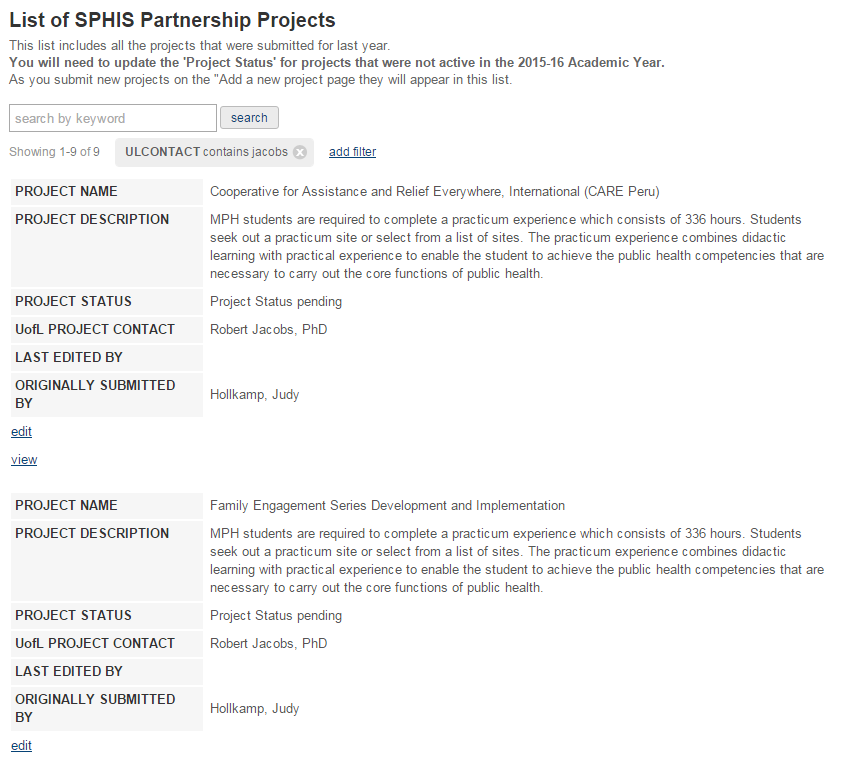 List of SPHIS Partnership Projects
This list includes all the projects that were submitted for last year.
You will need to update the 'Project Status' for projects that were not active in the 2015-16 Academic Year.
As you submit new projects on the "Add a new project page they will appear in this list.
search by keyword
search
Showing 1-9 of 9
ULCONTACT contains jacobs x
add filter
PROJECT NAME
Cooperative for Assistance and Relief Everywhere, International (CARE Peru)
PROJECT DESCRIPTION
MPH students are required to complete a practicum experience which consists of 336 hours. Students
seek out a practicum site or select from a list of sites. The practicum experience combines didactic
learning with practical experience to enable the student to achieve the public health competencies that are
necessary to carry out the core functions of public health.
PROJECT STATUS
Project Status pending
UofL PROJECT CONTACT
Robert Jacobs, PhD
LAST EDITED BY
ORIGINALLY SUBMITTED
BY
Hollkamp, Judy
edit
view
PROJECT NAME
Family Engagement Series Development and Implementation
PROJECT DESCRIPTION
MPH students are required to complete a practicum experience which consists of 336 hours. Students
seek out a practicum site or select from a list of sites. The practicum experience combines didactic
learning with practical experience to enable the student to achieve the public health competencies that are
necessary to carry out the core functions of public health.
PROJECT STATUS
Project Status pending
UofL PROJECT CONTACT
Robert Jacobs, PhD
LAST EDITED BY
ORIGINALLY SUBMITTED
BY
Hollkamp, Judy
edit